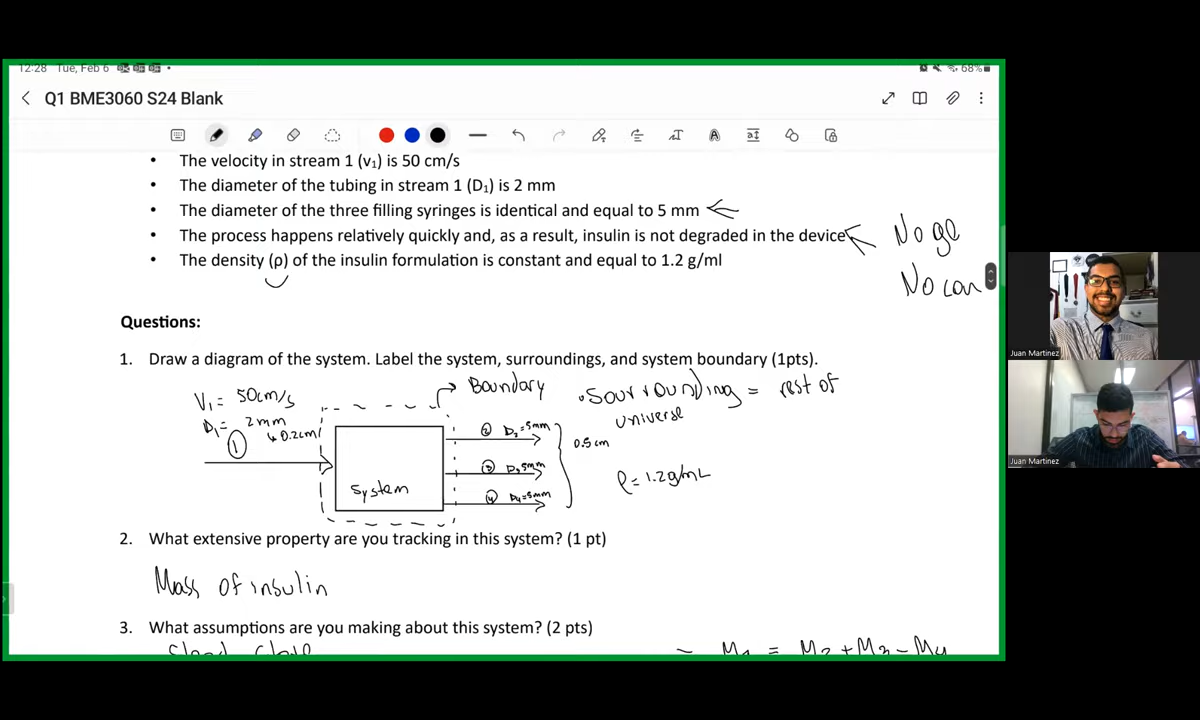 12:28 Tue, Feb 6
68%
Q1 BME3060 S24 Blank
• The velocity in stream 1 (v₁) is 50 cm/s
• The diameter of the tubing in stream 1 (D₁) is 2 mm
• The diameter of the three filling syringes is identical and equal to 5 mm
• The process happens relatively quickly and, as a result, insulin is not degraded in the device
No ge
• The density (ρ) of the insulin formulation is constant and equal to 1.2 g/ml
No con
Questions:
1. Draw a diagram of the system. Label the system, surroundings, and system boundary (1pts).
V₁ = 50cm/s
D₁ = 2mm
↳ 0.2cm
①
Boundary
.Sourrounding = rest of
universe
② D₂=5mm
③ D₃ 5mm
④ D₄=5mm
0.5cm
system
ρ = 1.2g/mL
2. What extensive property are you tracking in this system? (1 pt)
Mass of insulin
3. What assumptions are you making about this system? (2 pts)
Juan Martinez
Juan Martinez